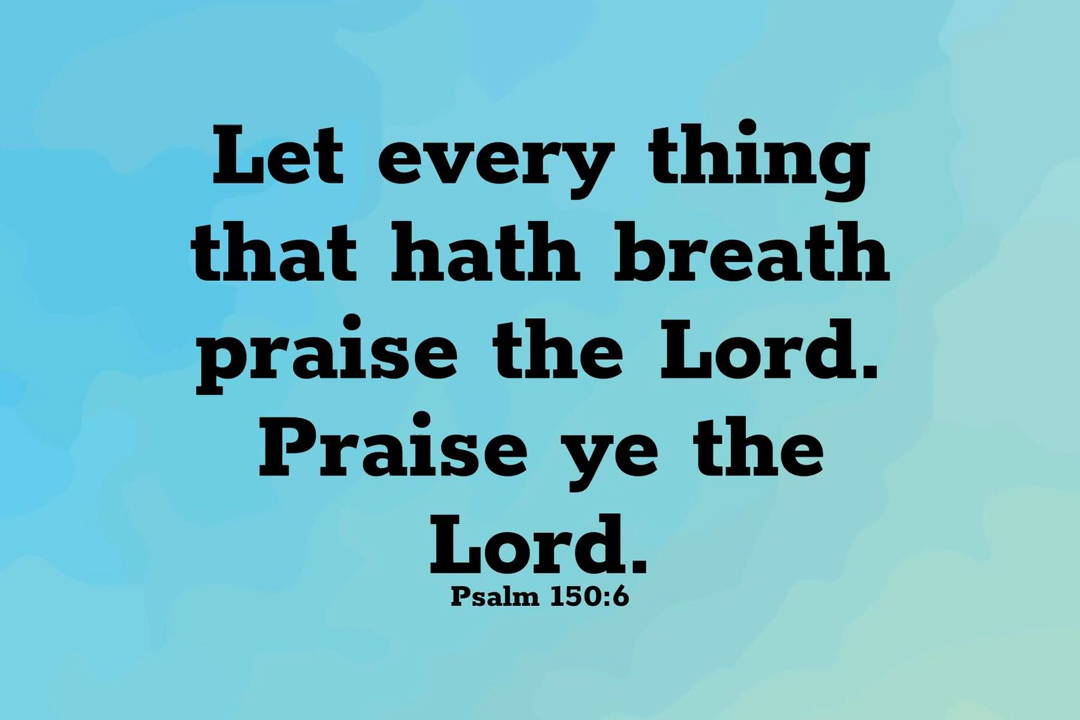 Let every thing
that hath breath
praise the Lord.
Praise ye the
Lord.
Psalm 150:6